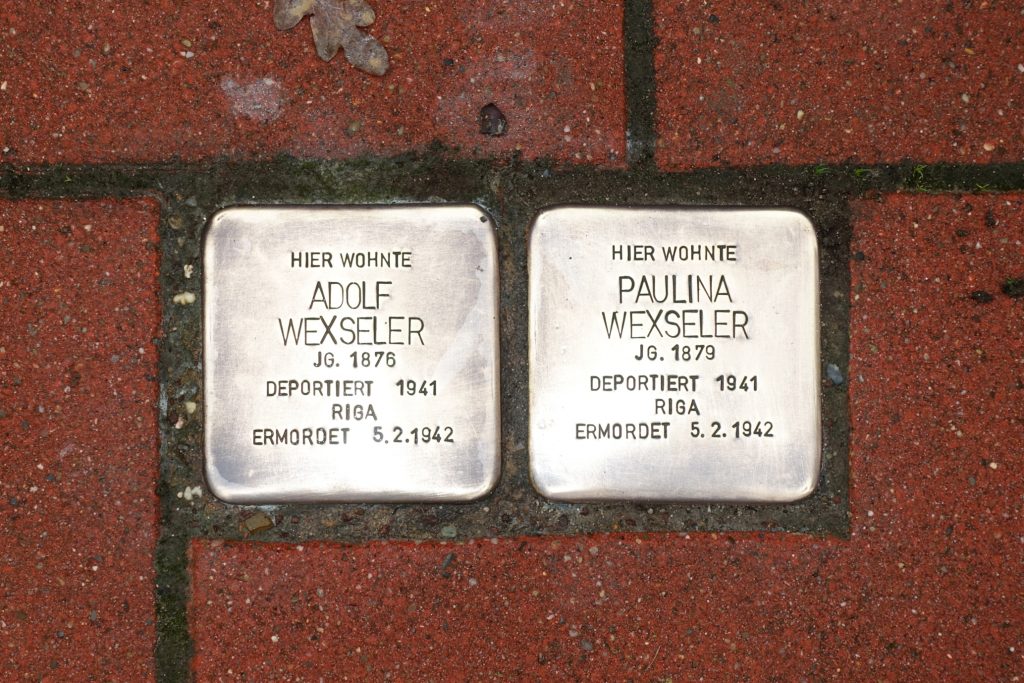 HIER WOHNTE
ADOLF
WEXSELER
JG. 1876
DEPORTIERT 1941
RIGA
ERMORDET 5.2.1942
HIER WOHNTE
PAULINA
WEXSELER
JG. 1879
DEPORTIERT 1941
RIGA
ERMORDET 5.2.1942